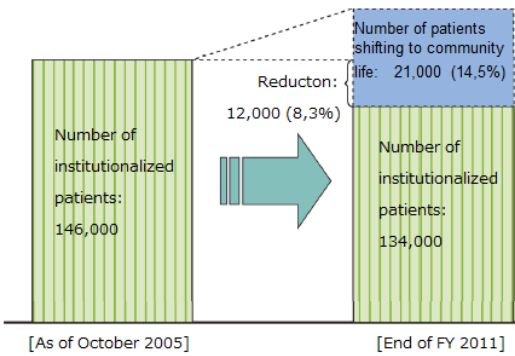 Number of patients
shifting to community
life: 21,000 (14,5%)
Reducton:
12,000 (8,3%)
Number of
institutionalized
patients:
146,000
Number of
institutionalized
patients:
134,000
[As of October 2005]
[End of FY 2011]